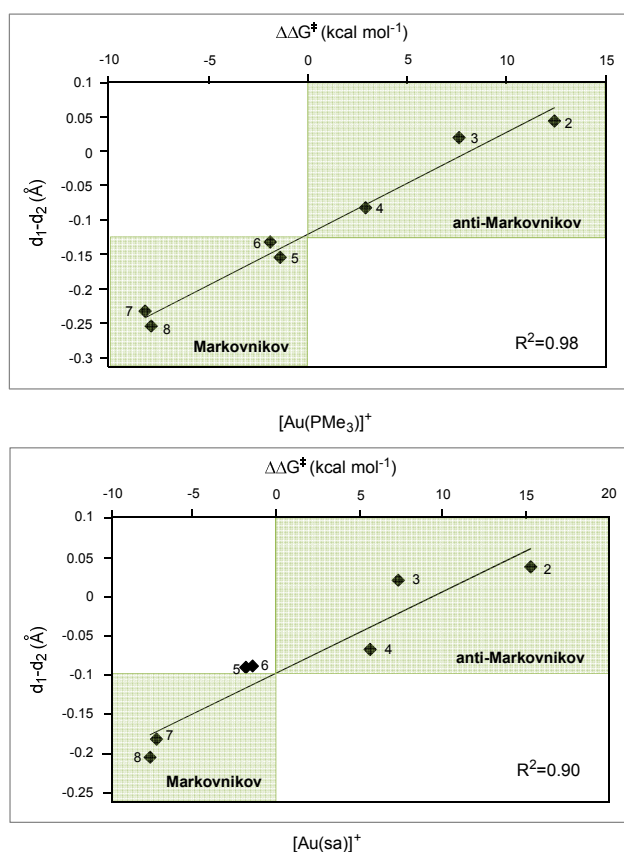 ΔΔG‡ (kcal mol-1)
-10 -5 0 5 10 15
0.1
0.05
0
-0.05
-0.1
-0.15
-0.2
-0.25
-0.3
d1-d2 (Å)
2
3
4
anti-Markovnikov
6
5
7
8
Markovnikov
R2=0.98
[Au(PMe3)]+
ΔΔG‡ (kcal mol-1)
-10 -5 0 5 10 15 20
0.1
0.05
0
-0.05
-0.1
-0.15
-0.2
-0.25
d1-d2 (Å)
3
2
4
5 6
anti-Markovnikov
7
8
Markovnikov
R2=0.90
[Au(sa)]+